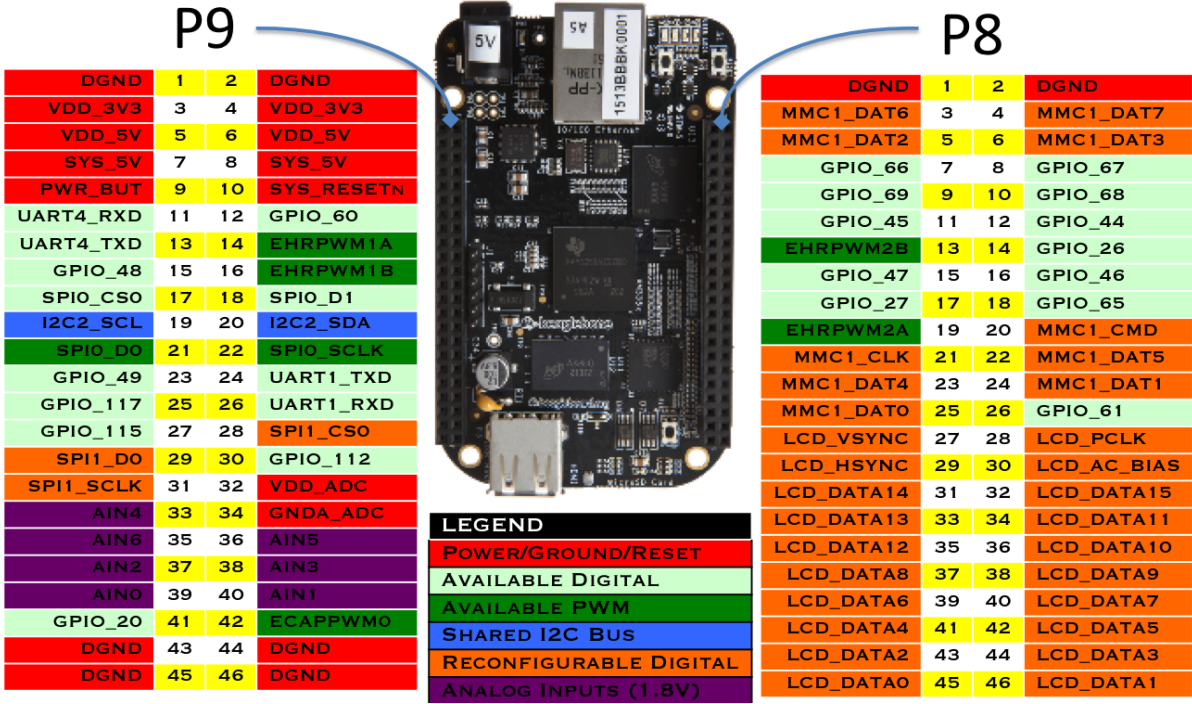 P9
P8
DGND 1 2 DGND
VDD_3V3 3 4 VDD_3V3
VDD_5V 5 6 VDD_5V
SYS_5V 7 8 SYS_5V
PWR_BUT 9 10 SYS_RESETN
UART4_RXD 11 12 GPIO_60
UART4_TXD 13 14 EHRPWM1A
GPIO_48 15 16 EHRPWM1B
SPI0_CS0 17 18 SPI0_D1
I2C2_SCL 19 20 I2C2_SDA
SPI0_D0 21 22 SPI0_SCLK
GPIO_49 23 24 UART1_TXD
GPIO_117 25 26 UART1_RXD
GPIO_115 27 28 SPI1_CS0
SPI1_D0 29 30 GPIO_112
SPI1_SCLK 31 32 VDD_ADC
AIN4 33 34 GNDA_ADC
AIN6 35 36 AIN5
AIN2 37 38 AIN3
AIN0 39 40 AIN1
GPIO_20 41 42 ECAPPWM0
DGND 43 44 DGND
DGND 45 46 DGND
5V
A5
1513BBBK0001
10/100 Ethernet
beaglebone
microSD Card
LEGEND
POWER/GROUND/RESET
AVAILABLE DIGITAL
AVAILABLE PWM
SHARED I2C BUS
RECONFIGURABLE DIGITAL
ANALOG INPUTS (1.8V)
DGND 1 2 DGND
MMC1_DAT6 3 4 MMC1_DAT7
MMC1_DAT2 5 6 MMC1_DAT3
GPIO_66 7 8 GPIO_67
GPIO_69 9 10 GPIO_68
GPIO_45 11 12 GPIO_44
EHRPWM2B 13 14 GPIO_26
GPIO_47 15 16 GPIO_46
GPIO_27 17 18 GPIO_65
EHRPWM2A 19 20 MMC1_CMD
MMC1_CLK 21 22 MMC1_DAT5
MMC1_DAT4 23 24 MMC1_DAT1
MMC1_DAT0 25 26 GPIO_61
LCD_VSYNC 27 28 LCD_PCLK
LCD_HSYNC 29 30 LCD_AC_BIAS
LCD_DATA14 31 32 LCD_DATA15
LCD_DATA13 33 34 LCD_DATA11
LCD_DATA12 35 36 LCD_DATA10
LCD_DATA8 37 38 LCD_DATA9
LCD_DATA6 39 40 LCD_DATA7
LCD_DATA4 41 42 LCD_DATA5
LCD_DATA2 43 44 LCD_DATA3
LCD_DATA0 45 46 LCD_DATA1